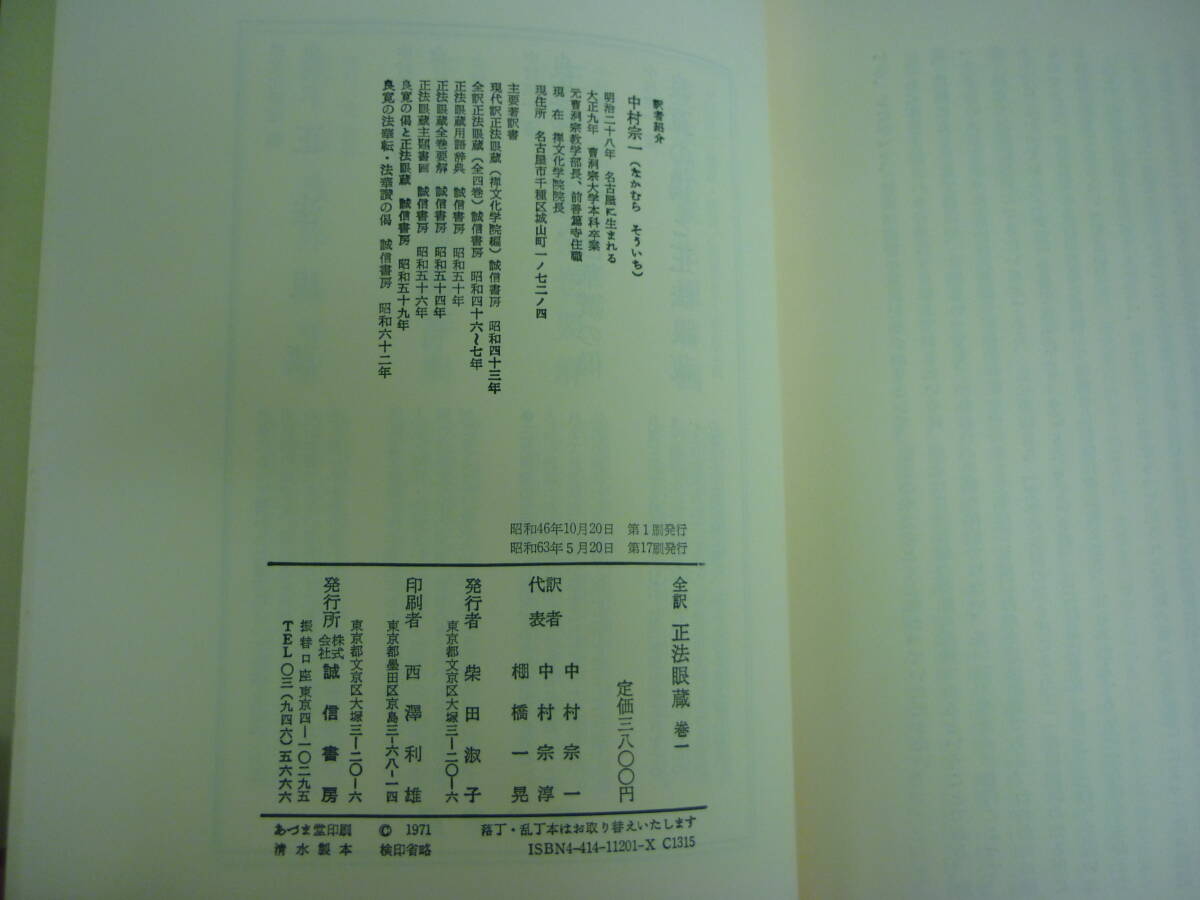 訳者紹介
中村宗一（なかむら そういち）
明治二十八年 名古屋に生まれる
大正九年 曹洞宗大学本科卒業
元曹洞宗教学部長、前普蔵寺住職
現在 禅文化学院院長
現住所 名古屋市千種区城山町一ノ七二ノ四
主要著訳書
現代訳正法眼蔵（禅文化学院編）誠信書房 昭和四十三年
全訳正法眼蔵（全四巻）誠信書房 昭和四十六〜七年
正法眼蔵用語辞典 誠信書房 昭和五十年
正法眼蔵全巻要解 誠信書房 昭和五十四年
正法眼蔵主題書画 誠信書房 昭和五十六年
良寛の偈と正法眼蔵 誠信書房 昭和五十九年
良寛の法華転・法華讃の偈 誠信書房 昭和六十二年
昭和46年10月20日 第1刷発行
昭和63年5月20日 第17刷発行
全訳 正法眼蔵 巻一
定価三八〇〇円
訳者 中村宗一
代表 中村宗淳
棚橋一晃
発行者 柴田淑子
東京都文京区大塚三ー二〇ー六
印刷者 西澤利雄
東京都墨田区京島三ー六八ー一四
東京都文京区大塚三ー二〇ー六
発行所 株式会社 誠信書房
振替口座東京四ー一〇二九五
TEL〇三（九四六）五六六六
落丁・乱丁本はお取り替えいたします
© 1971
あづま堂印刷
ISBN4-414-11201-X C1315
検印省略
清水製本